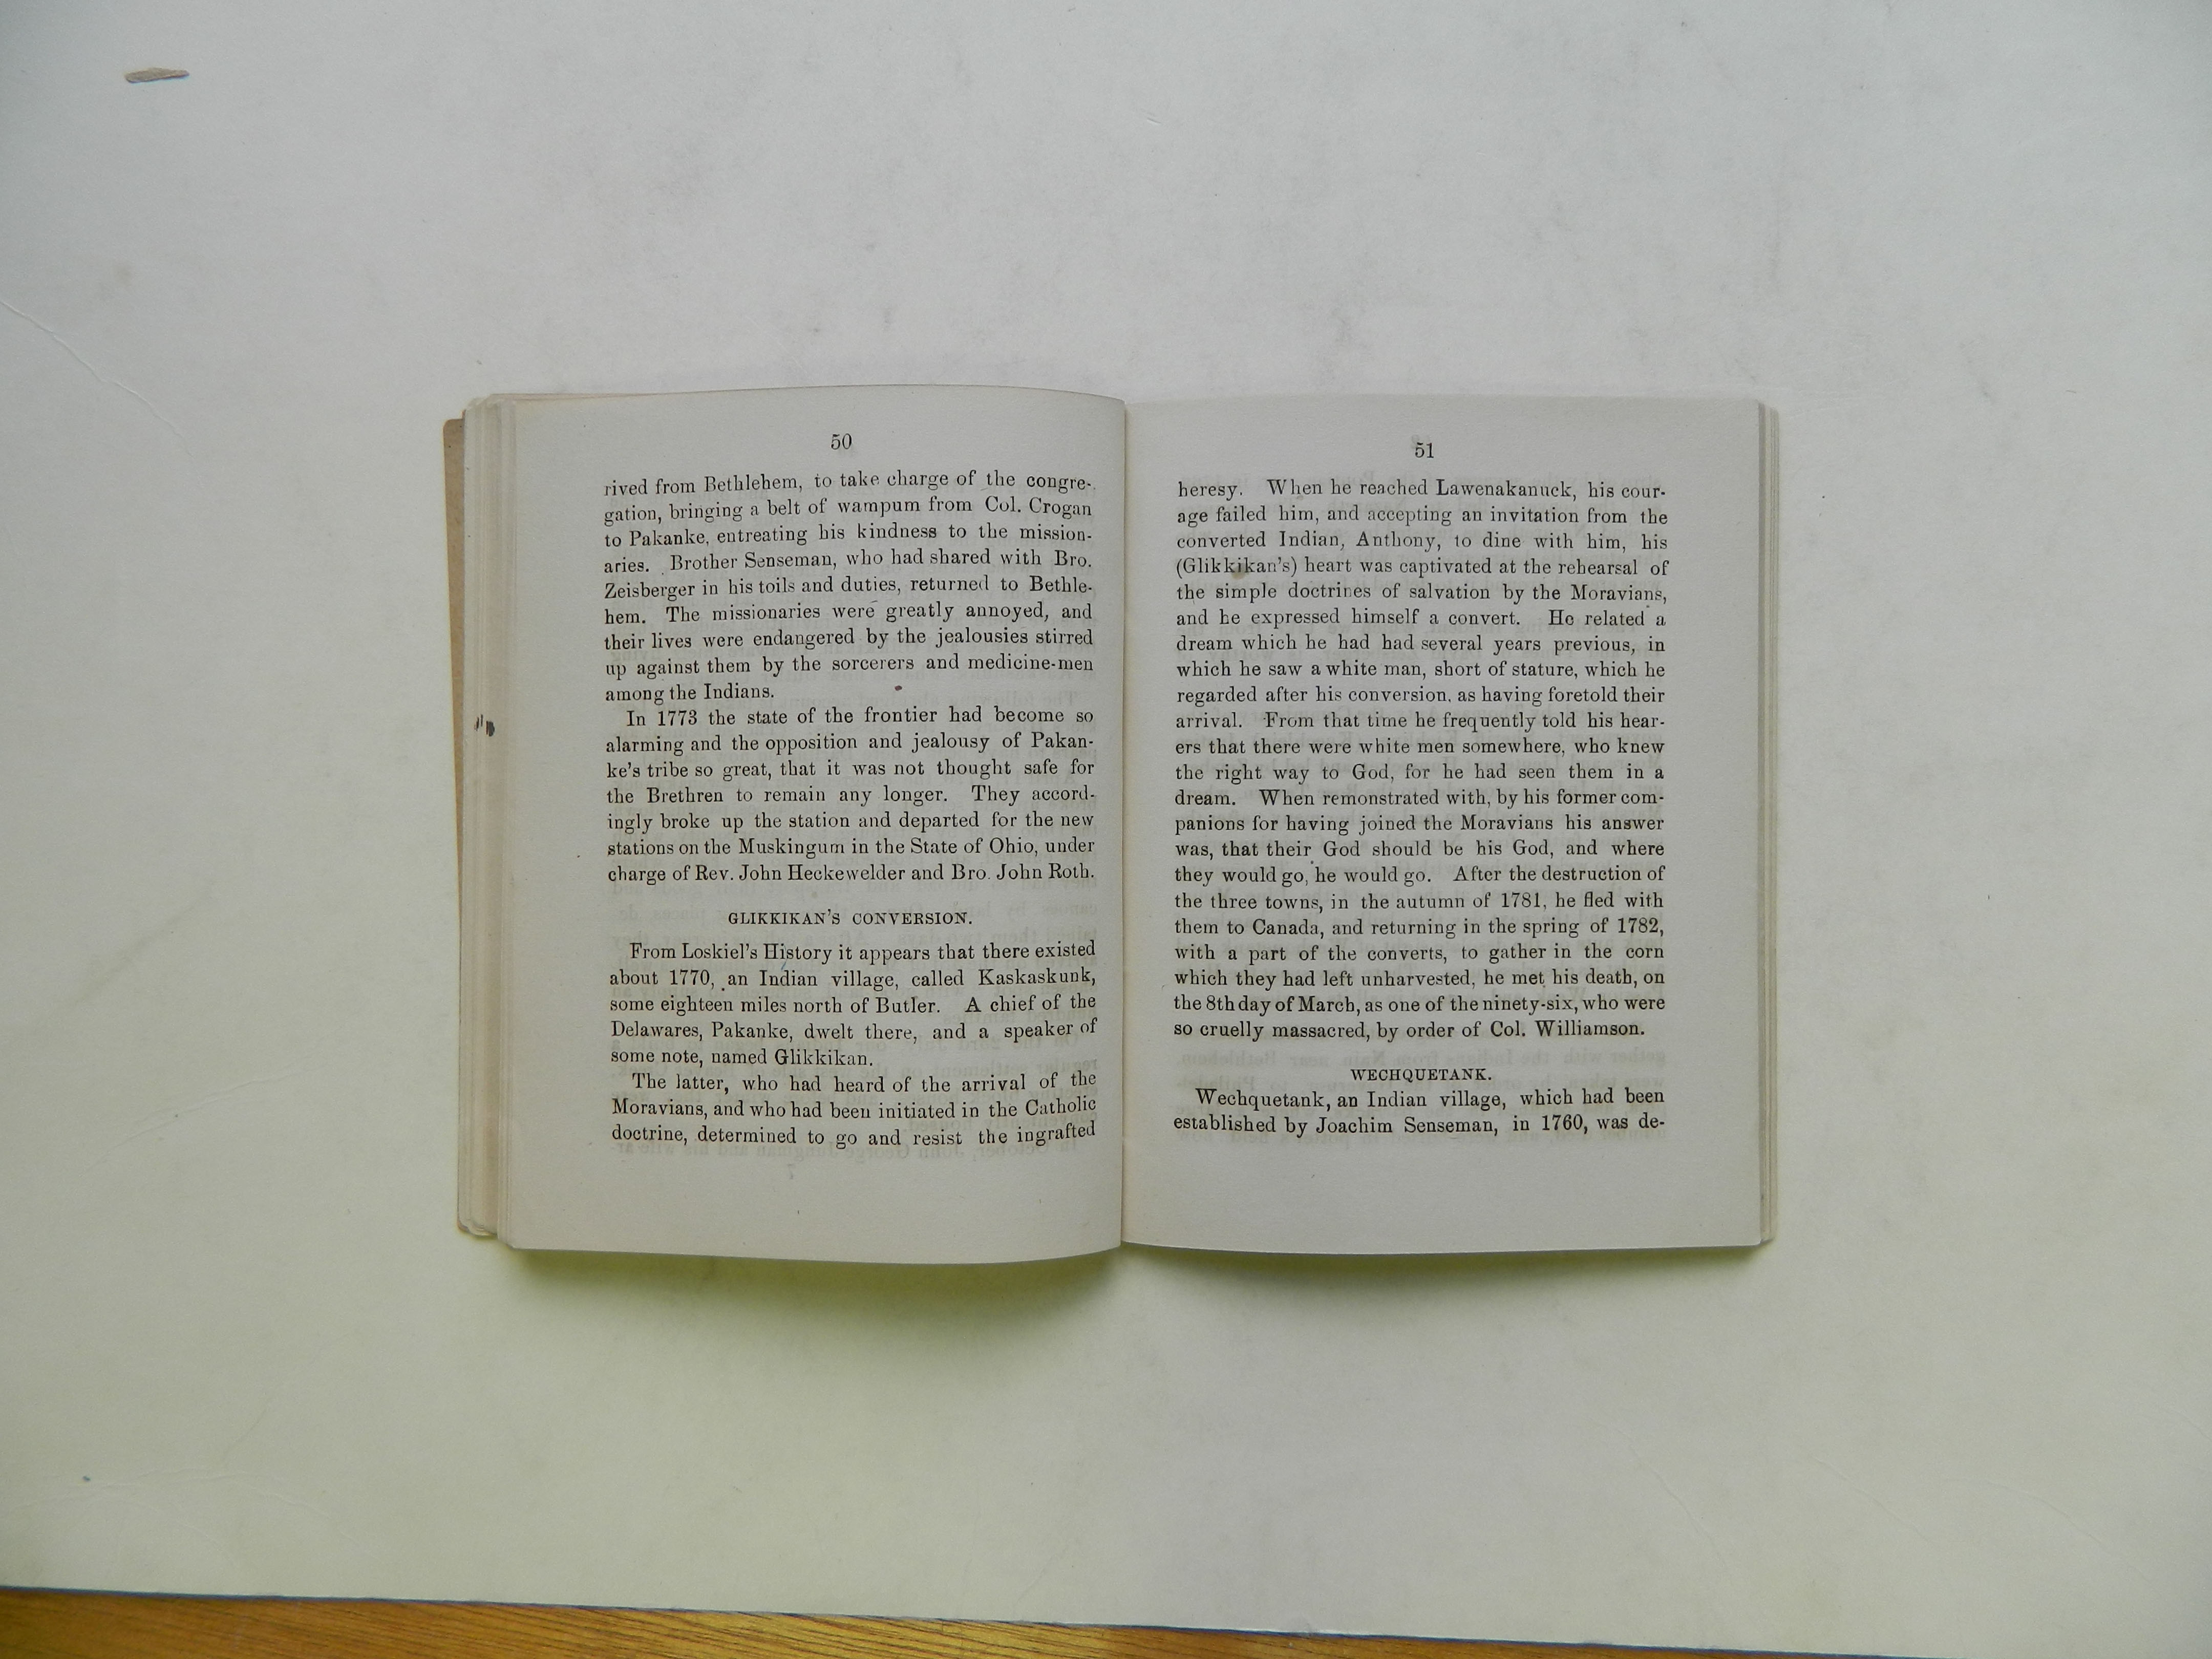 50
rived from Bethlehem, to take charge of the congre-
gation, bringing a belt of wampum from Col. Crogan
to Pakanke, entreating his kindness to the mission-
aries. Brother Senseman, who had shared with Bro.
Zeisberger in his toils and duties, returned to Bethle-
hem. The missionaries were greatly annoyed, and
their lives were endangered by the jealousies stirred
up against them by the sorcerers and medicine-men
among the Indians.
In 1773 the state of the frontier had become so
alarming and the opposition and jealousy of Pakan-
ke's tribe so great, that it was not thought safe for
the Brethren to remain any longer. They accord-
ingly broke up the station and departed for the new
stations on the Muskingum in the State of Ohio, under
charge of Rev. John Heckewelder and Bro. John Roth.
GLIKKIKAN'S CONVERSION.
From Loskiel's History it appears that there existed
about 1770, an Indian village, called Kaskaskunk,
some eighteen miles north of Butler. A chief of the
Delawares, Pakanke, dwelt there, and a speaker of
some note, named Glikkikan.
The latter, who had heard of the arrival of the
Moravians, and who had been initiated in the Catholic
doctrine, determined to go and resist the ingrafted
51
heresy. When he reached Lawenakanuck, his cour-
age failed him, and accepting an invitation from the
converted Indian, Anthony, to dine with him, his
(Glikkikan's) heart was captivated at the rehearsal of
the simple doctrines of salvation by the Moravians,
and he expressed himself a convert. He related a
dream which he had had several years previous, in
which he saw a white man, short of stature, which he
regarded after his conversion, as having foretold their
arrival. From that time he frequently told his hear-
ers that there were white men somewhere, who knew
the right way to God, for he had seen them in a
dream. When remonstrated with, by his former com-
panions for having joined the Moravians his answer
was, that their God should be his God, and where
they would go, he would go. After the destruction of
the three towns, in the autumn of 1781, he fled with
them to Canada, and returning in the spring of 1782,
with a part of the converts, to gather in the corn
which they had left unharvested, he met his death, on
the 8th day of March, as one of the ninety-six, who were
so cruelly massacred, by order of Col. Williamson.
WECHQUETANK.
Wechquetank, an Indian village, which had been
established by Joachim Senseman, in 1760, was de-